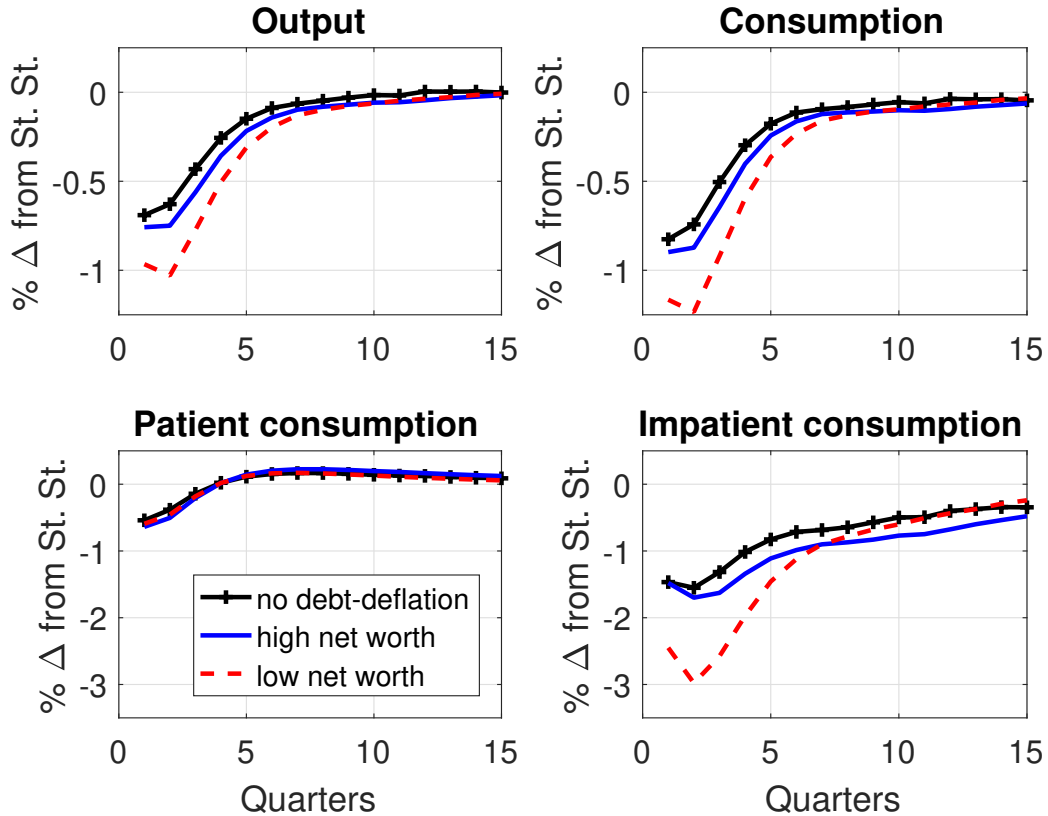 Output
Consumption
% Δ from St. St.
0
-0.5
-1
0
5
10
15
% Δ from St. St.
0
-0.5
-1
0
5
10
15
Patient consumption
Impatient consumption
% Δ from St. St.
0
-1
-2
-3
no debt-deflation
high net worth
low net worth
0
5
10
15
Quarters
% Δ from St. St.
0
-1
-2
-3
0
5
10
15
Quarters